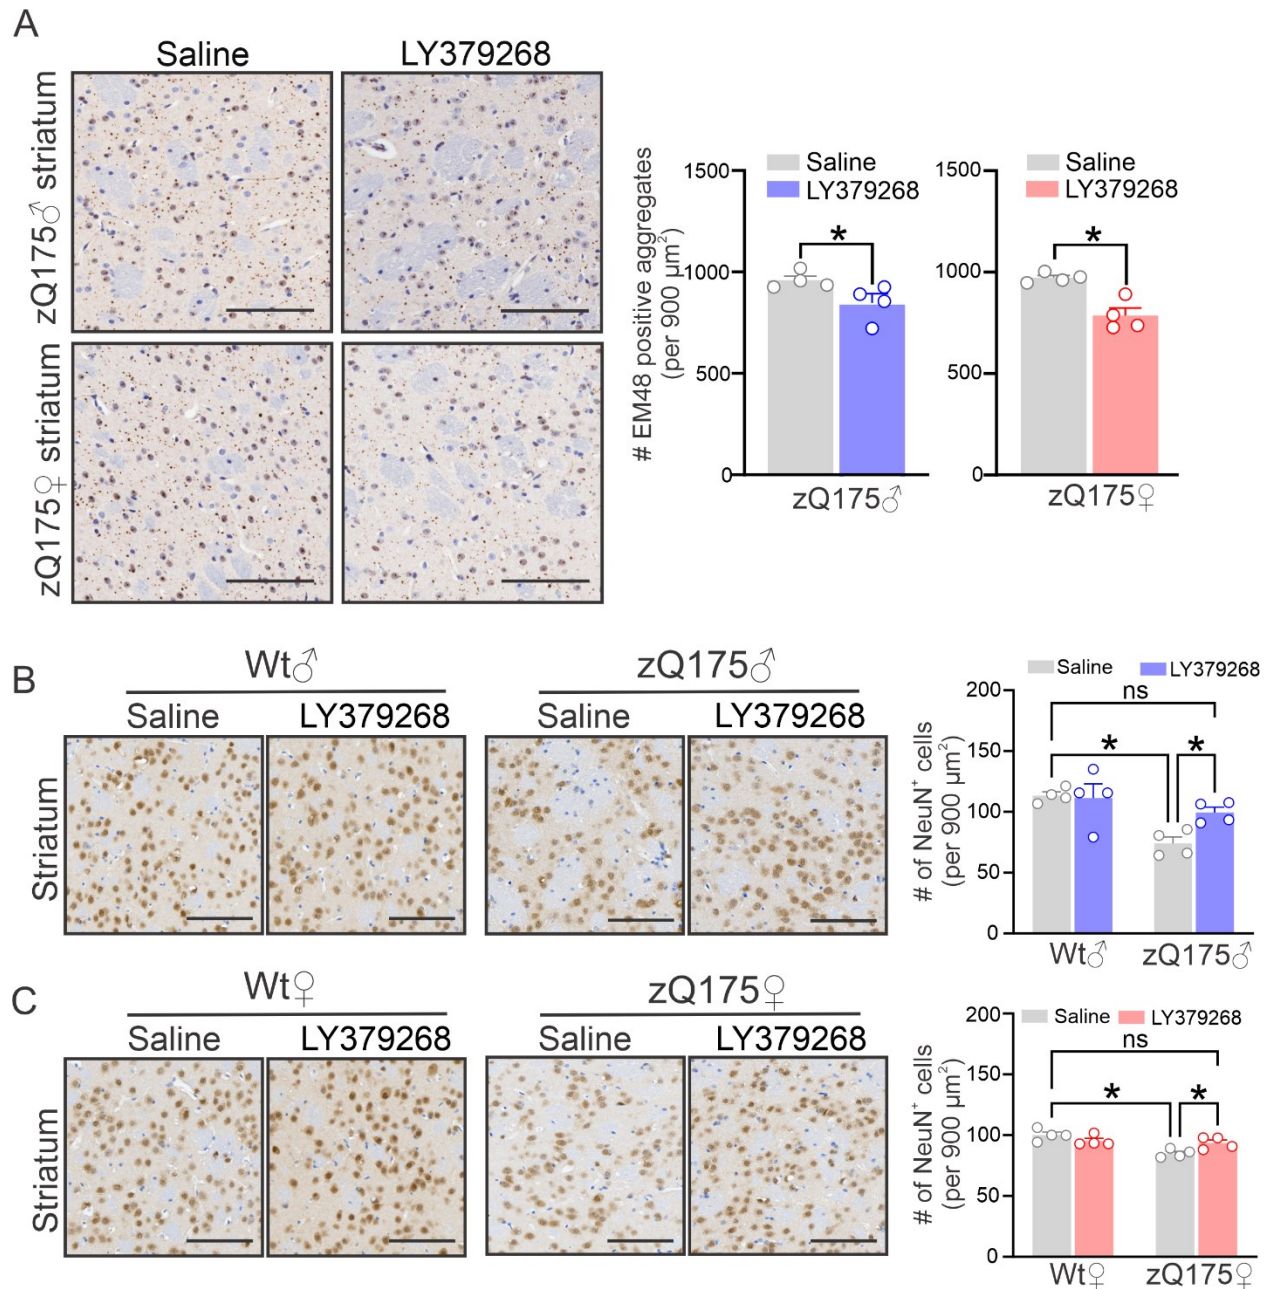 A
Saline LY379268
zQ175♂ striatum
zQ175♀ striatum
# EM48 positive aggregates
(per 900 µm²)
1500
1000
500
0
Saline
LY379268
*
zQ175♂
1500
1000
500
0
Saline
LY379268
*
zQ175♀
B
Wt♂ zQ175♂
Saline LY379268 Saline LY379268
Striatum
# of NeuN⁺ cells
(per 900 µm²)
Saline LY379268
200
150
100
50
0
ns
* *
Wt♂ zQ175♂
C
Wt♀ zQ175♀
Saline LY379268 Saline LY379268
Striatum
# of NeuN⁺ cells
(per 900 µm²)
Saline LY379268
200
150
100
50
0
ns
* *
Wt♀ zQ175♀